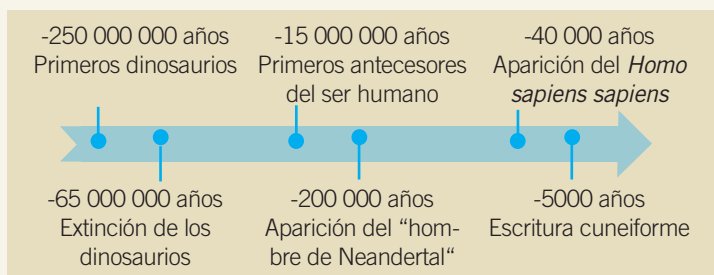 -250 000 000 años
Primeros dinosaurios
-15 000 000 años
Primeros antecesores
del ser humano
-40 000 años
Aparición del Homo
sapiens sapiens
-65 000 000 años
Extinción de los
dinosaurios
-200 000 años
Aparición del “hom-
bre de Neandertal“
-5000 años
Escritura cuneiforme